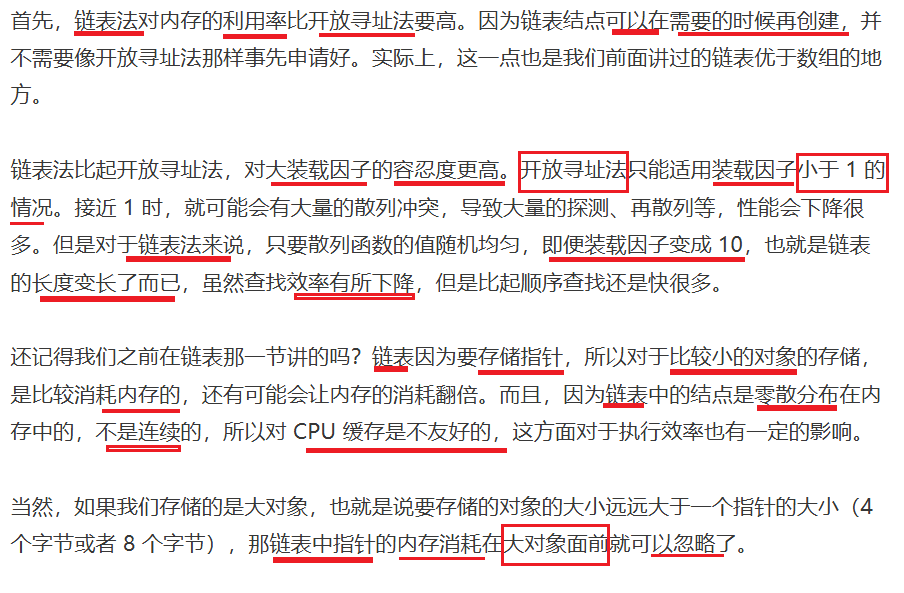 首先，链表法对内存的利用率比开放寻址法要高。因为链表结点可以在需要的时候再创建，并
不需要像开放寻址法那样事先申请好。实际上，这一点也是我们前面讲过的链表优于数组的地
方。
链表法比起开放寻址法，对大装载因子的容忍度更高。开放寻址法只能适用装载因子小于 1 的
情况。接近 1 时，就可能会有大量的散列冲突，导致大量的探测、再散列等，性能会下降很
多。但是对于链表法来说，只要散列函数的值随机均匀，即便装载因子变成 10，也就是链表
的长度变长了而已，虽然查找效率有所下降，但是比起顺序查找还是快很多。
还记得我们之前在链表那一节讲的吗？链表因为要存储指针，所以对于比较小的对象的存储，
是比较消耗内存的，还有可能会让内存的消耗翻倍。而且，因为链表中的结点是零散分布在内
存中的，不是连续的，所以对 CPU 缓存是不友好的，这方面对于执行效率也有一定的影响。
当然，如果我们存储的是大对象，也就是说要存储的对象的大小远远大于一个指针的大小（4
个字节或者 8 个字节），那链表中指针的内存消耗在大对象面前就可以忽略了。